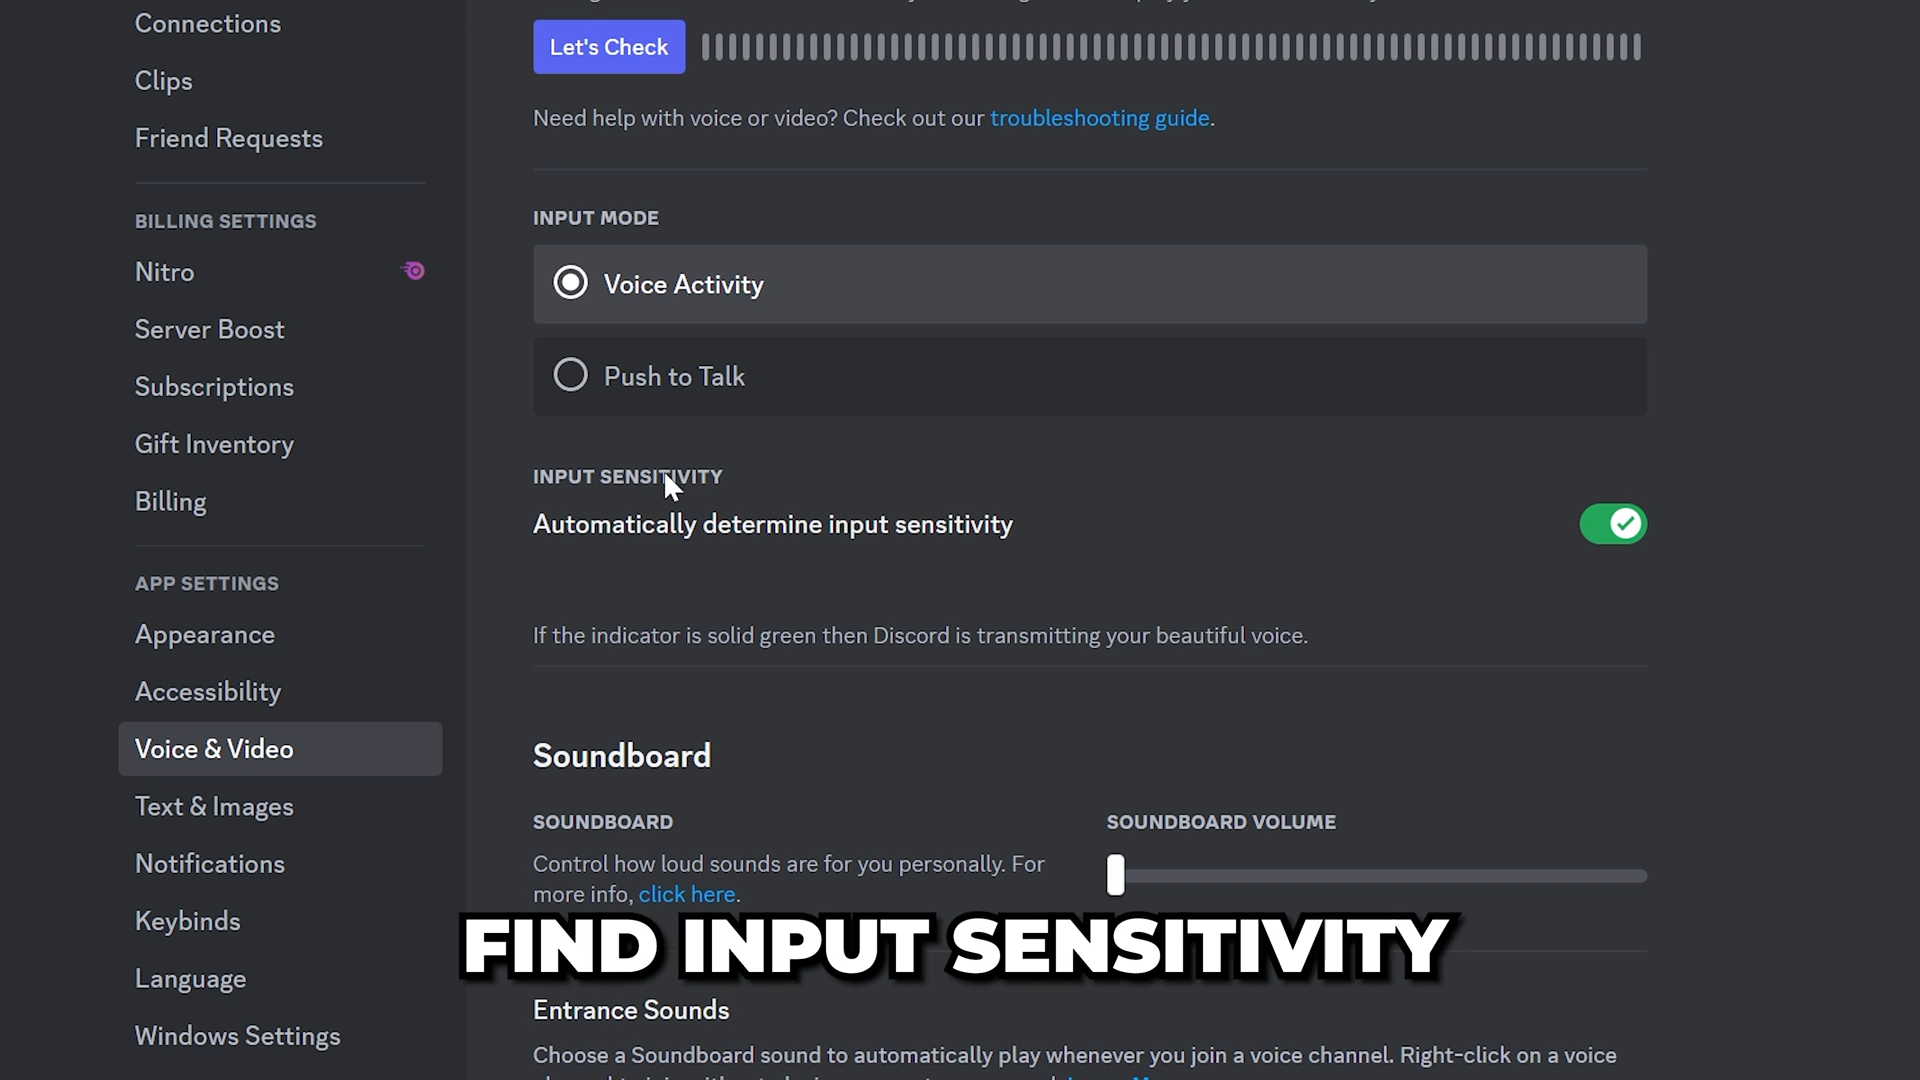 Connections
Clips
Friend Requests
BILLING SETTINGS
Nitro
Server Boost
Subscriptions
Gift Inventory
Billing
APP SETTINGS
Appearance
Accessibility
Voice & Video
Text & Images
Notifications
Keybinds
Language
Windows Settings
Let's Check
Need help with voice or video? Check out our troubleshooting guide.
INPUT MODE
Voice Activity
Push to Talk
INPUT SENSITIVITY
Automatically determine input sensitivity
If the indicator is solid green then Discord is transmitting your beautiful voice.
Soundboard
SOUNDBOARD
Control how loud sounds are for you personally. For
more info, click here.
SOUNDBOARD VOLUME
FIND INPUT SENSITIVITY
Entrance Sounds
Choose a Soundboard sound to automatically play whenever you join a voice channel. Right-click on a voice